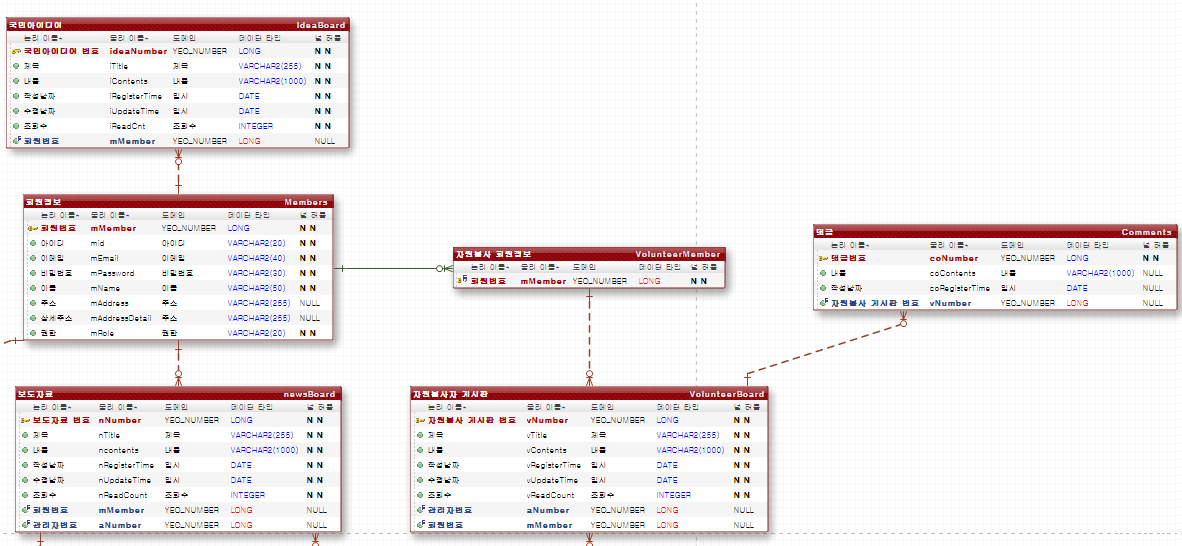 국민아이디어 IdeaBoard
논리 이름 물리 이름 도메인 데이터 타입 널 허용
국민아이디어 번호 ideaNumber YEO_NUMBER LONG N N
제목 iTitle 제목 VARCHAR2(255) N N
내용 iContents 내용 VARCHAR2(1000) N N
작성날짜 iRegisterTime 일시 DATE N N
수정날짜 iUpdateTime 일시 DATE N N
조회수 iReadCnt 조회수 INTEGER N N
회원번호 mMember YEO_NUMBER LONG NULL
회원정보 Members
논리 이름 물리 이름 도메인 데이터 타입 널 허용
회원번호 mMember YEO_NUMBER LONG N N
아이디 mid 아이디 VARCHAR2(20) N N
이메일 mEmail 이메일 VARCHAR2(40) N N
비밀번호 mPassword 비밀번호 VARCHAR2(30) N N
이름 mName 이름 VARCHAR2(50) N N
주소 mAddress 주소 VARCHAR2(255) NULL
상세주소 mAddressDetail 주소 VARCHAR2(255) NULL
권한 mRole 권한 VARCHAR2(20) N N
자원봉사 회원정보 VolunteerMember
논리 이름 물리 이름 도메인 데이터 타입 널 허용
회원번호 mMember YEO_NUMBER LONG N N
댓글 Comments
논리 이름 물리 이름 도메인 데이터 타입 널 허용
댓글번호 coNumber YEO_NUMBER LONG N N
내용 coContents 내용 VARCHAR2(1000) NULL
작성날짜 coRegisterTime 일시 DATE N N
자원봉사 게시판 번호 vNumber YEO_NUMBER LONG NULL
보도자료 newsBoard
논리 이름 물리 이름 도메인 데이터 타입 널 허용
보도자료 번호 nNumber YEO_NUMBER LONG N N
제목 nTitle 제목 VARCHAR2(255) N N
내용 ncontents 내용 VARCHAR2(1000) N N
작성날짜 nRegisterTime 일시 DATE N N
수정날짜 nUpdateTime 일시 DATE N N
조회수 nReadCount 조회수 INTEGER N N
회원번호 mMember YEO_NUMBER LONG NULL
관리자번호 aNumber YEO_NUMBER LONG NULL
자원봉사자 게시판 VolunteerBoard
논리 이름 물리 이름 도메인 데이터 타입 널 허용
자원봉사 게시판 번호 vNumber YEO_NUMBER LONG N N
제목 vTitle 제목 VARCHAR2(255) N N
내용 vContents 내용 VARCHAR2(1000) N N
작성날짜 vRegisterTime 일시 DATE N N
수정날짜 vUpdateTime 일시 DATE N N
조회수 vReadCount 조회수 INTEGER N N
관리자번호 aNumber YEO_NUMBER LONG NULL
회원번호 mMember YEO_NUMBER LONG NULL